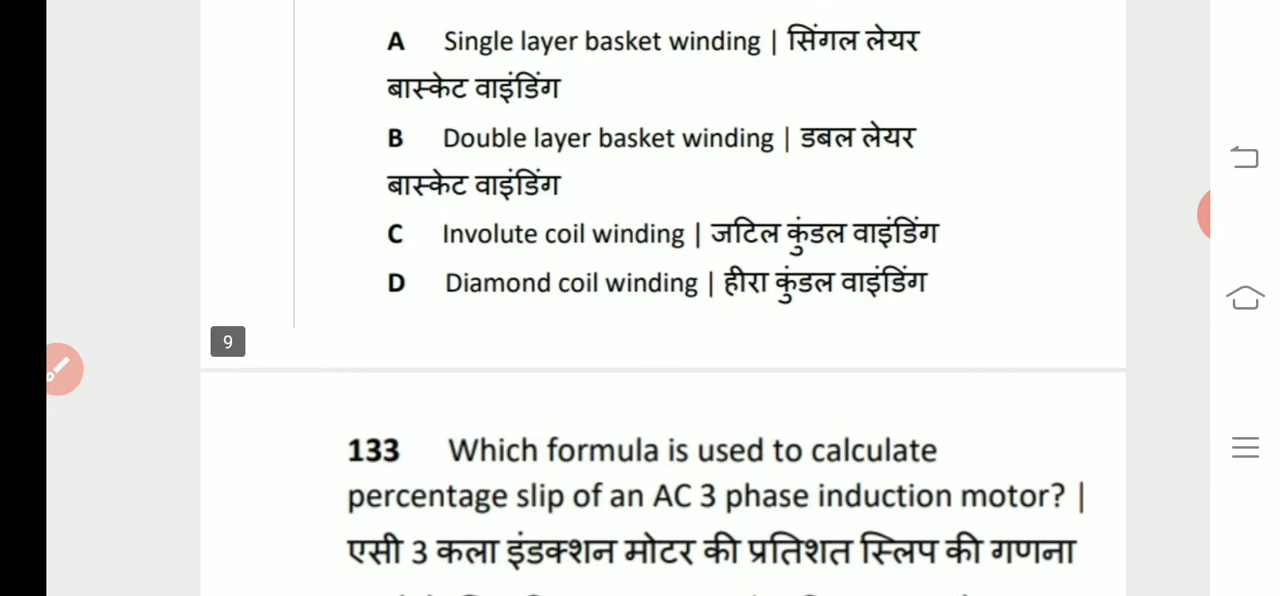 A Single layer basket winding | सिंगल लेयर
बास्केट वाइंडिंग
B Double layer basket winding | डबल लेयर
बास्केट वाइंडिंग
C Involute coil winding | जटिल कुंडल वाइंडिंग
D Diamond coil winding | हीरा कुंडल वाइंडिंग
9
133 Which formula is used to calculate
percentage slip of an AC 3 phase induction motor? |
एसी 3 कला इंडक्शन मोटर की प्रतिशत स्लिप की गणना